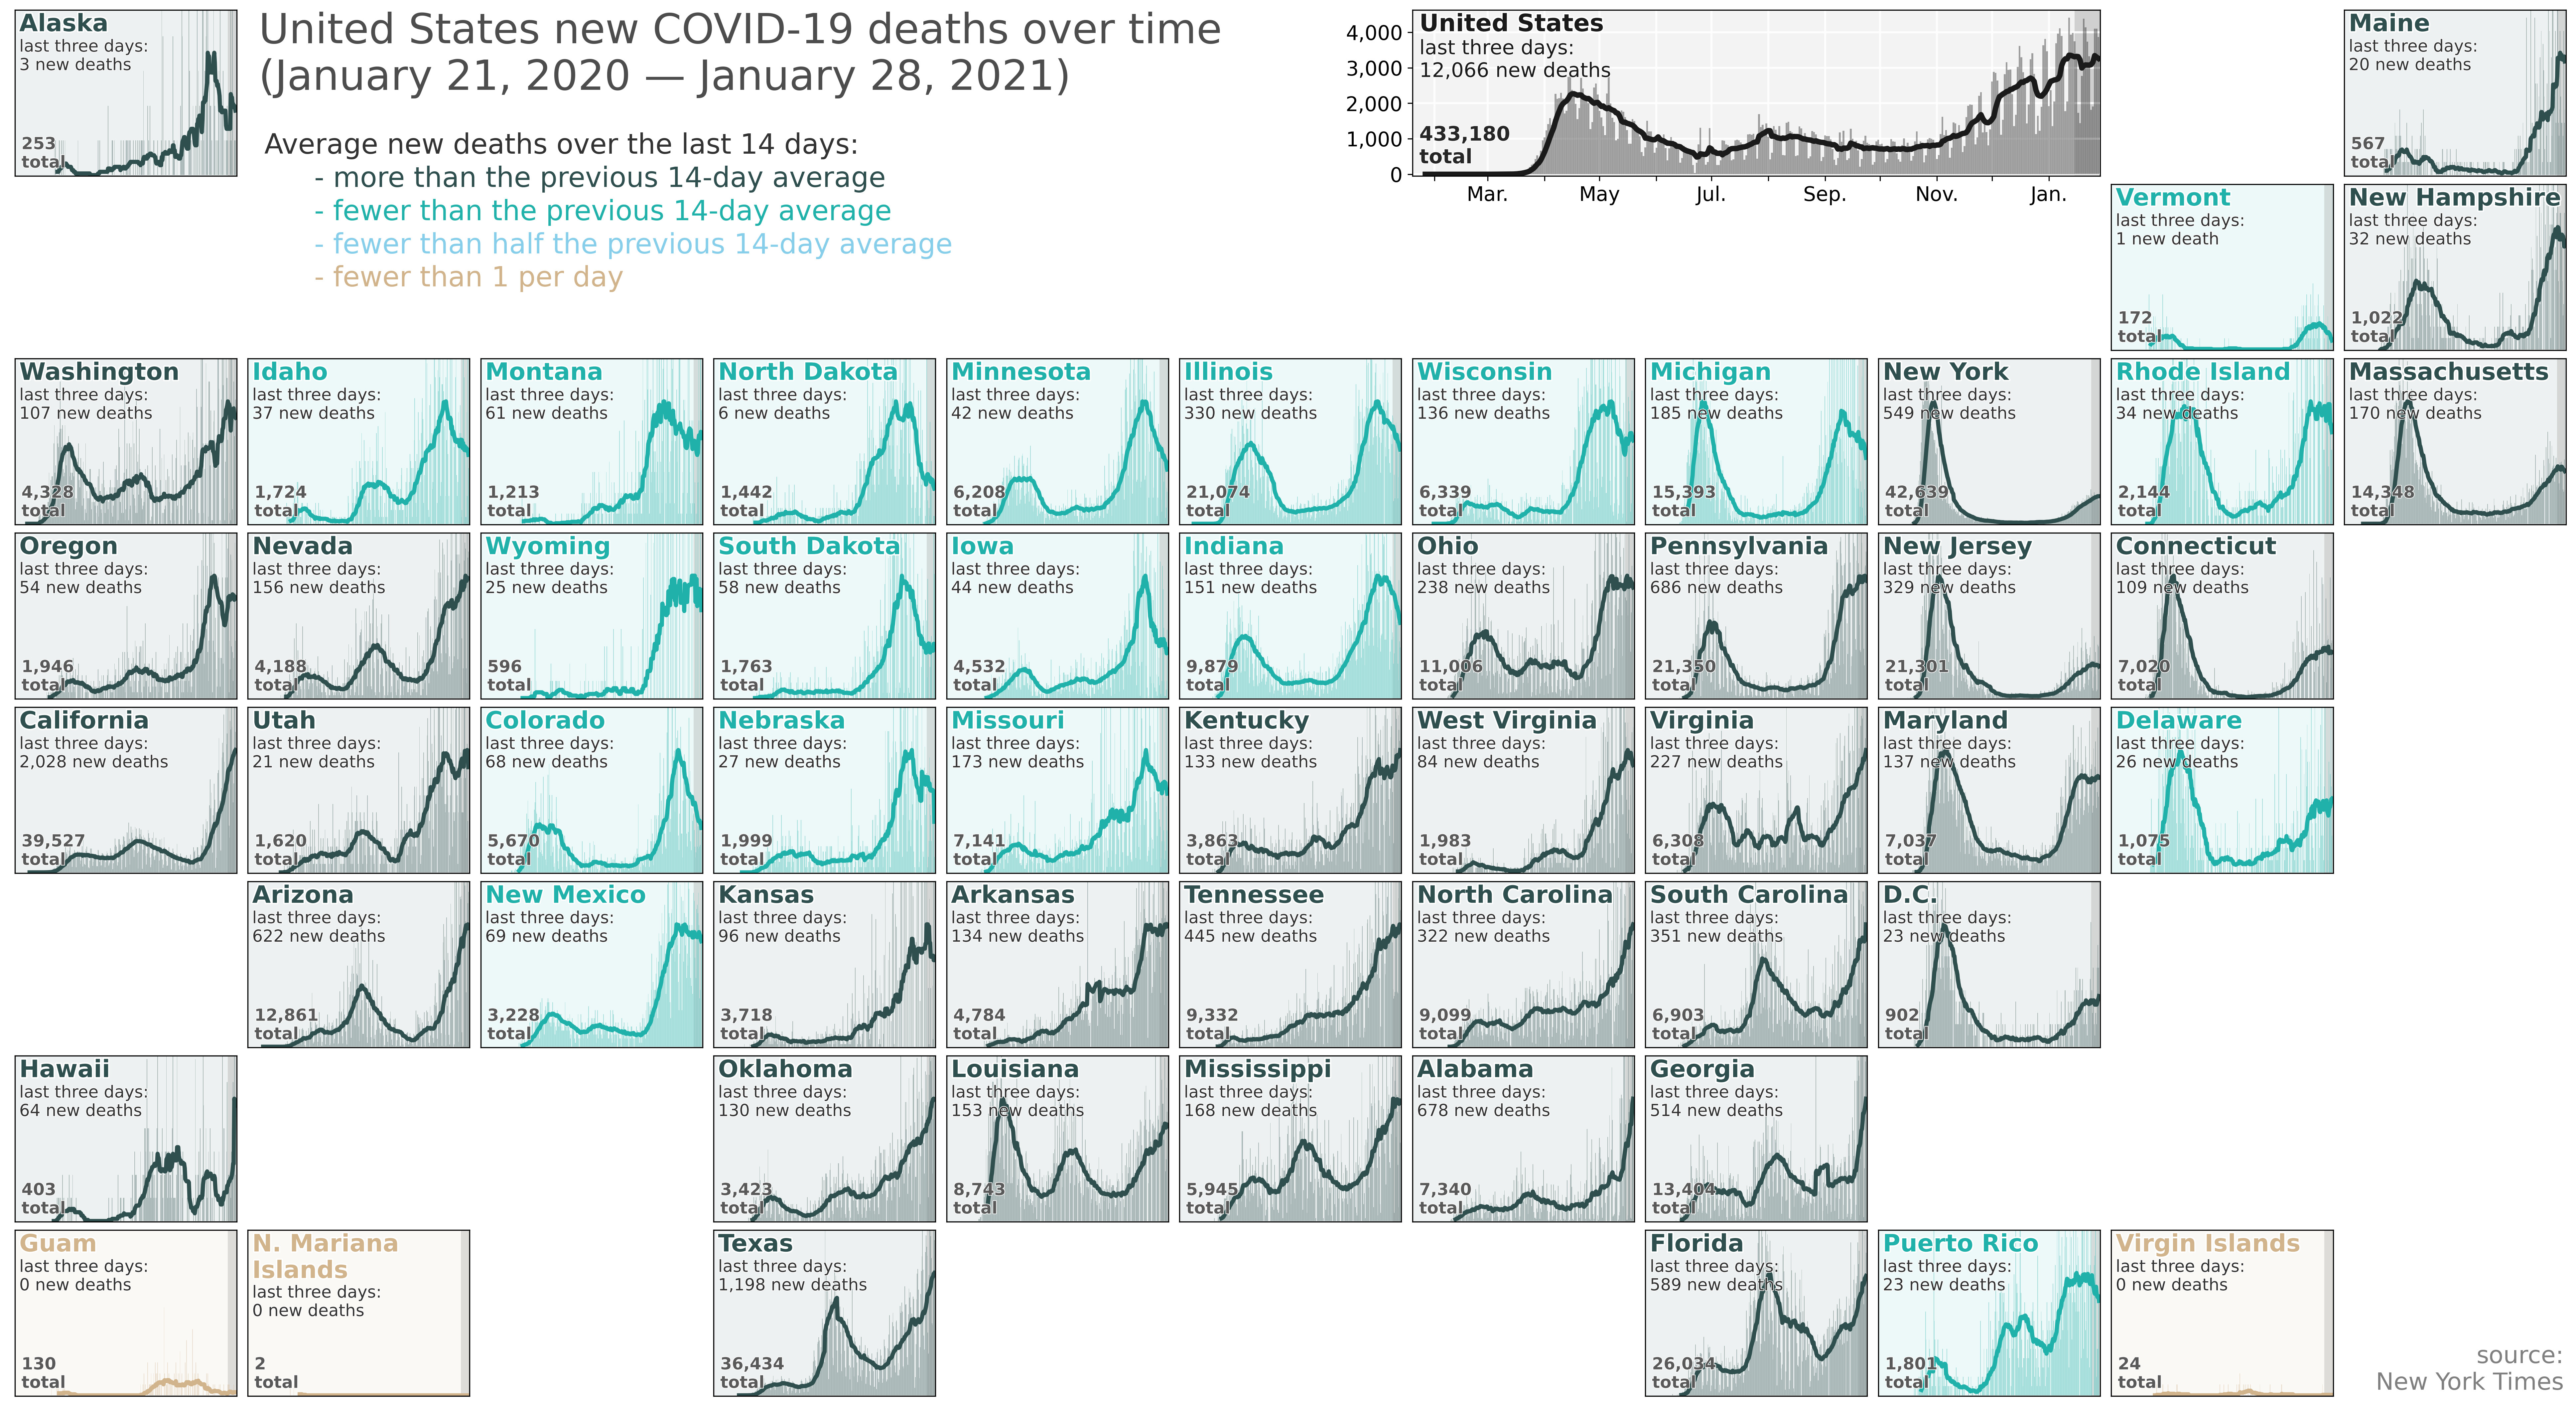 Alaska
last three days:
3 new deaths
253
total
United States new COVID-19 deaths over time
(January 21, 2020 — January 28, 2021)
Average new deaths over the last 14 days:
- more than the previous 14-day average
- fewer than the previous 14-day average
- fewer than half the previous 14-day average
- fewer than 1 per day
United States
last three days:
12,066 new deaths
433,180
total
4,000
3,000
2,000
1,000
0
Mar.
May
Jul.
Sep.
Nov.
Jan.
Maine
last three days:
20 new deaths
567
total
Vermont
last three days:
1 new death
172
total
New Hampshire
last three days:
32 new deaths
1,022
total
Washington
last three days:
107 new deaths
4,328
total
Idaho
last three days:
37 new deaths
1,724
total
Montana
last three days:
61 new deaths
1,213
total
North Dakota
last three days:
6 new deaths
1,442
total
Minnesota
last three days:
42 new deaths
6,208
total
Illinois
last three days:
330 new deaths
21,074
total
Wisconsin
last three days:
136 new deaths
6,339
total
Michigan
last three days:
185 new deaths
15,393
total
New York
last three days:
549 new deaths
42,639
total
Rhode Island
last three days:
34 new deaths
2,144
total
Massachusetts
last three days:
170 new deaths
14,348
total
Oregon
last three days:
54 new deaths
1,946
total
Nevada
last three days:
156 new deaths
4,188
total
Wyoming
last three days:
25 new deaths
596
total
South Dakota
last three days:
58 new deaths
1,763
total
Iowa
last three days:
44 new deaths
4,532
total
Indiana
last three days:
151 new deaths
9,879
total
Ohio
last three days:
238 new deaths
11,006
total
Pennsylvania
last three days:
686 new deaths
21,350
total
New Jersey
last three days:
329 new deaths
21,301
total
Connecticut
last three days:
109 new deaths
7,020
total
California
last three days:
2,028 new deaths
39,527
total
Utah
last three days:
21 new deaths
1,620
total
Colorado
last three days:
68 new deaths
5,670
total
Nebraska
last three days:
27 new deaths
1,999
total
Missouri
last three days:
173 new deaths
7,141
total
Kentucky
last three days:
133 new deaths
3,863
total
West Virginia
last three days:
84 new deaths
1,983
total
Virginia
last three days:
227 new deaths
6,308
total
Maryland
last three days:
137 new deaths
7,037
total
Delaware
last three days:
26 new deaths
1,075
total
Arizona
last three days:
622 new deaths
12,861
total
New Mexico
last three days:
69 new deaths
3,228
total
Kansas
last three days:
96 new deaths
3,718
total
Arkansas
last three days:
134 new deaths
4,784
total
Tennessee
last three days:
445 new deaths
9,332
total
North Carolina
last three days:
322 new deaths
9,099
total
South Carolina
last three days:
351 new deaths
6,903
total
D.C.
last three days:
23 new deaths
902
total
Hawaii
last three days:
64 new deaths
403
total
Oklahoma
last three days:
130 new deaths
3,423
total
Louisiana
last three days:
153 new deaths
8,743
total
Mississippi
last three days:
168 new deaths
5,945
total
Alabama
last three days:
678 new deaths
7,340
total
Georgia
last three days:
514 new deaths
13,404
total
Guam
last three days:
0 new deaths
130
total
N. Mariana
Islands
last three days:
0 new deaths
2
total
Texas
last three days:
1,198 new deaths
36,434
total
Florida
last three days:
589 new deaths
26,034
total
Puerto Rico
last three days:
23 new deaths
1,801
total
Virgin Islands
last three days:
0 new deaths
24
total
source:
New York Times